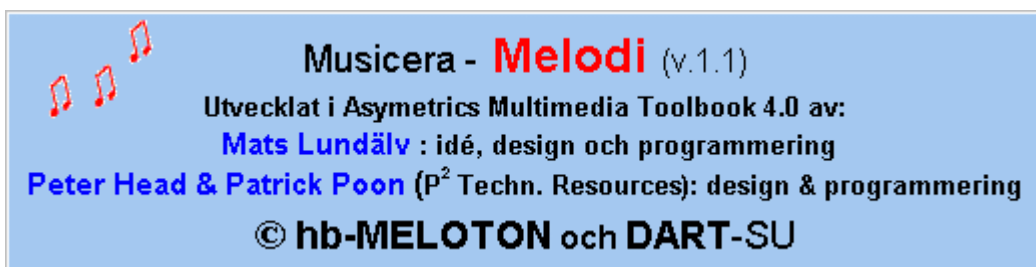 Musicera - Melodi (v.1.1)
Utvecklat i Asymetrics Multimedia Toolbook 4.0 av:
Mats Lundälv : idé, design och programmering
Peter Head & Patrick Poon (P² Techn. Resources): design & programmering
© hb-MELOTON och DART-SU